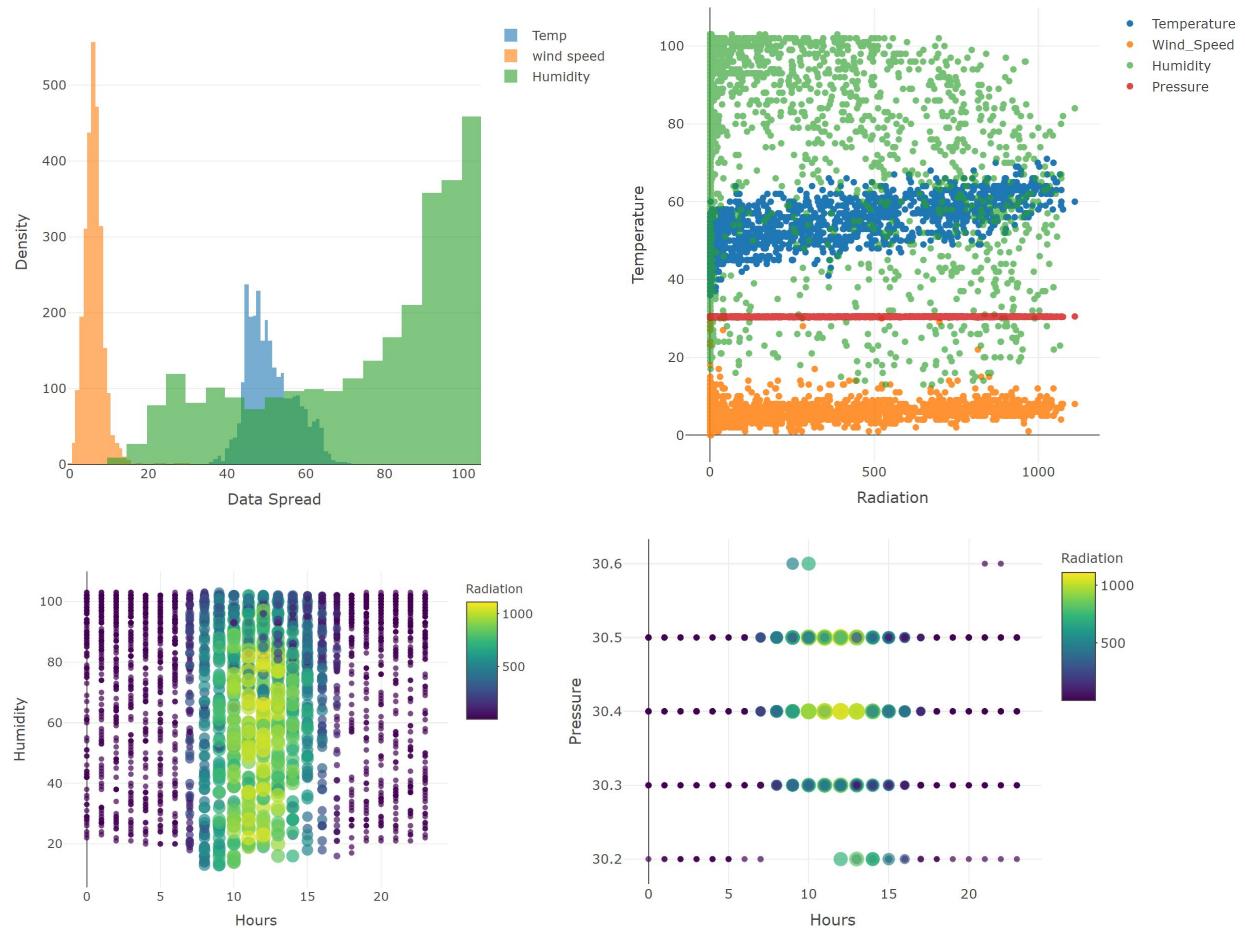 Temp
wind speed
Humidity
500
400
300
200
100
0
Density
0 20 40 60 80 100
Data Spread
Temperature
Wind_Speed
Humidity
Pressure
100
80
60
40
20
0
Temperature
0 500 1000
Radiation
Radiation
1000
500
100
80
60
40
20
Humidity
0 5 10 15 20
Hours
Radiation
1000
500
30.6
30.5
30.4
30.3
30.2
Pressure
0 5 10 15 20
Hours